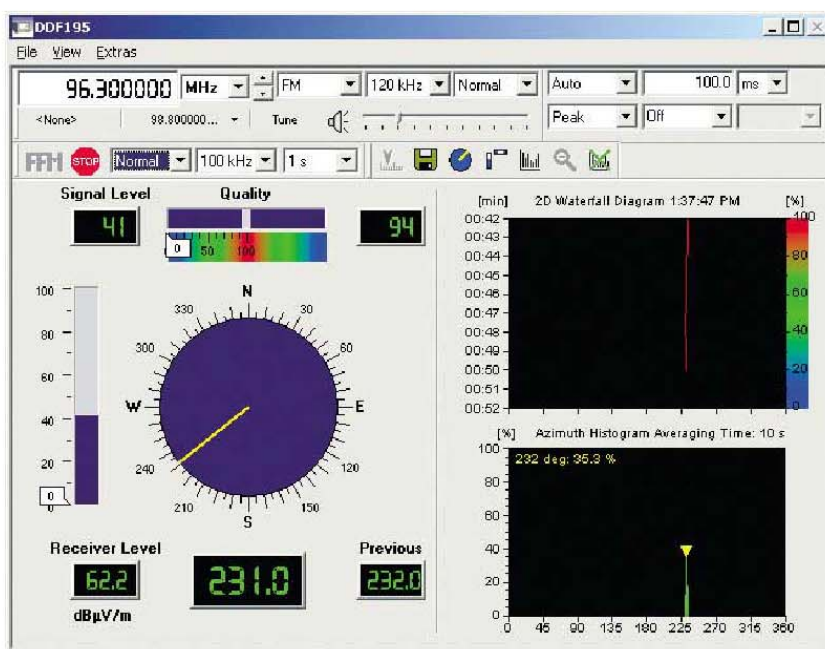 DDF195
File View Extras
96.300000 MHz FM 120 kHz Normal Auto 100.0 ms
<None> 98.800000... Tune Peak Off
FFM STOP Normal 100 kHz 1 s
Signal Level Quality
41 94
0 50 100
[min] 2D Waterfall Diagram 1:37:47 PM [%]
00:42
00:43
00:44
00:45
00:46
00:47
00:48
00:49
00:50
00:51
00:52
100
80
60
40
20
0
100
80
60
40
20
0
0
N
30
60
E
120
150
S
210
240
W
300
330
[%] Azimuth Histogram Averaging Time: 10 s
232 deg: 35.3 %
100
80
60
40
20
0
0 45 90 135 180 225 270 315 360
Receiver Level Previous
62.2 231.0 232.0
dBµV/m